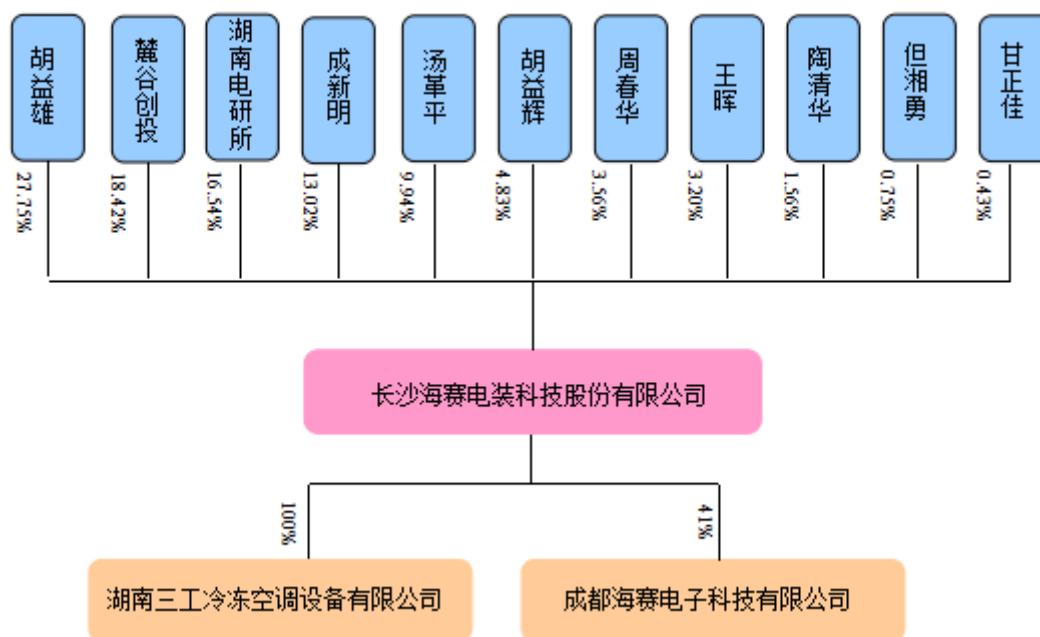 胡益雄
麓谷创投
湖南电研所
成新明
汤革平
胡益辉
周春华
王晖
陶清华
但湘勇
甘正佳
27.75%
18.42%
16.54%
13.02%
9.94%
4.83%
3.56%
3.20%
1.56%
0.75%
0.43%
长沙海赛电装科技股份有限公司
100%
41%
湖南三工冷冻空调设备有限公司
成都海赛电子科技有限公司